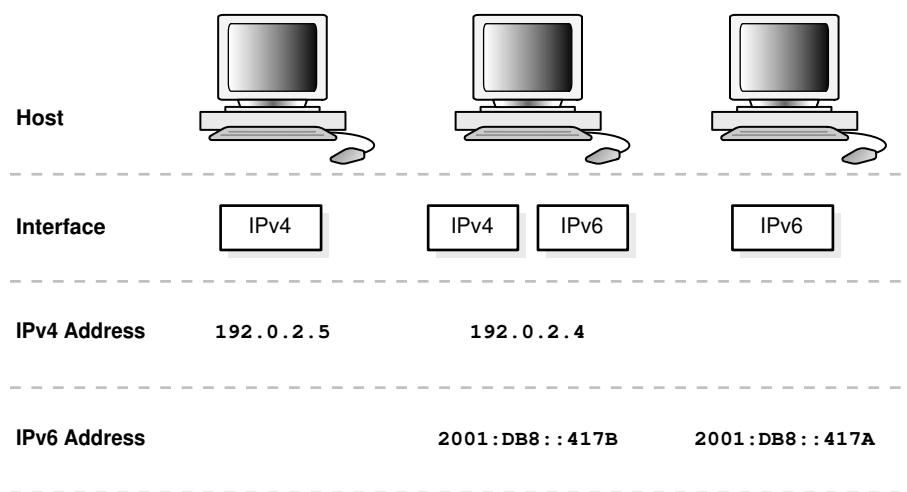 Host
Interface IPv4 IPv4 IPv6 IPv6
IPv4 Address 192.0.2.5 192.0.2.4
IPv6 Address 2001:DB8::417B 2001:DB8::417A